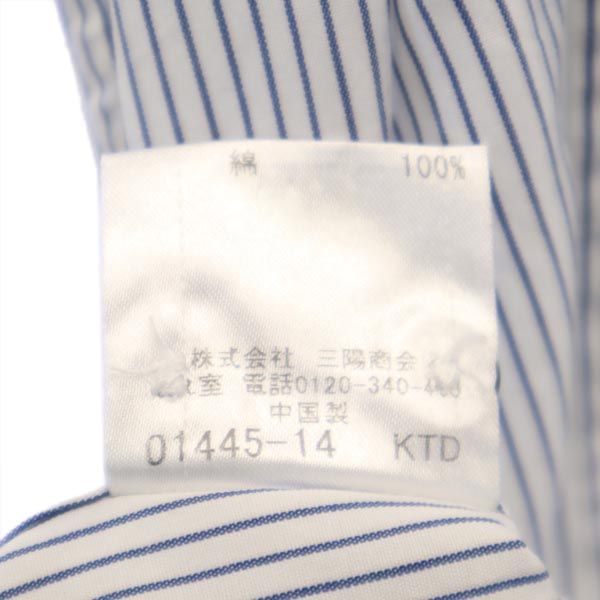 綿 100%
株式会社 三陽商会
室 電話0120-340-460
中国製
01445-14 KTD